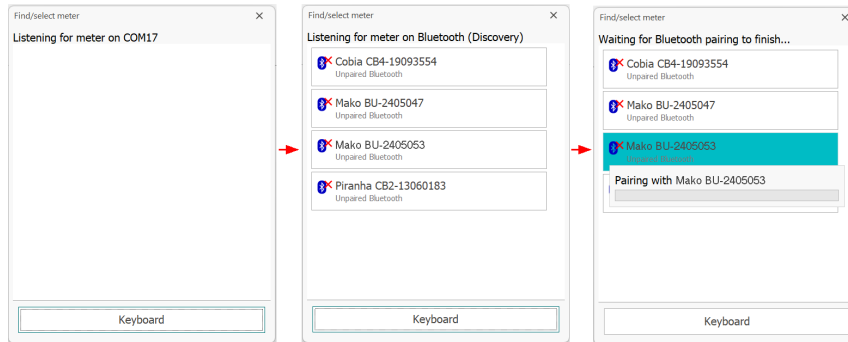 Find/select meter
Listening for meter on COM17
Keyboard
Find/select meter
Listening for meter on Bluetooth (Discovery)
Cobia CB4-19093554
Unpaired Bluetooth
Mako BU-2405047
Unpaired Bluetooth
Mako BU-2405053
Unpaired Bluetooth
Piranha CB2-13060183
Unpaired Bluetooth
Keyboard
Find/select meter
Waiting for Bluetooth pairing to finish...
Cobia CB4-19093554
Unpaired Bluetooth
Mako BU-2405047
Unpaired Bluetooth
Mako BU-2405053
Unpaired Bluetooth
Pairing with Mako BU-2405053
Keyboard